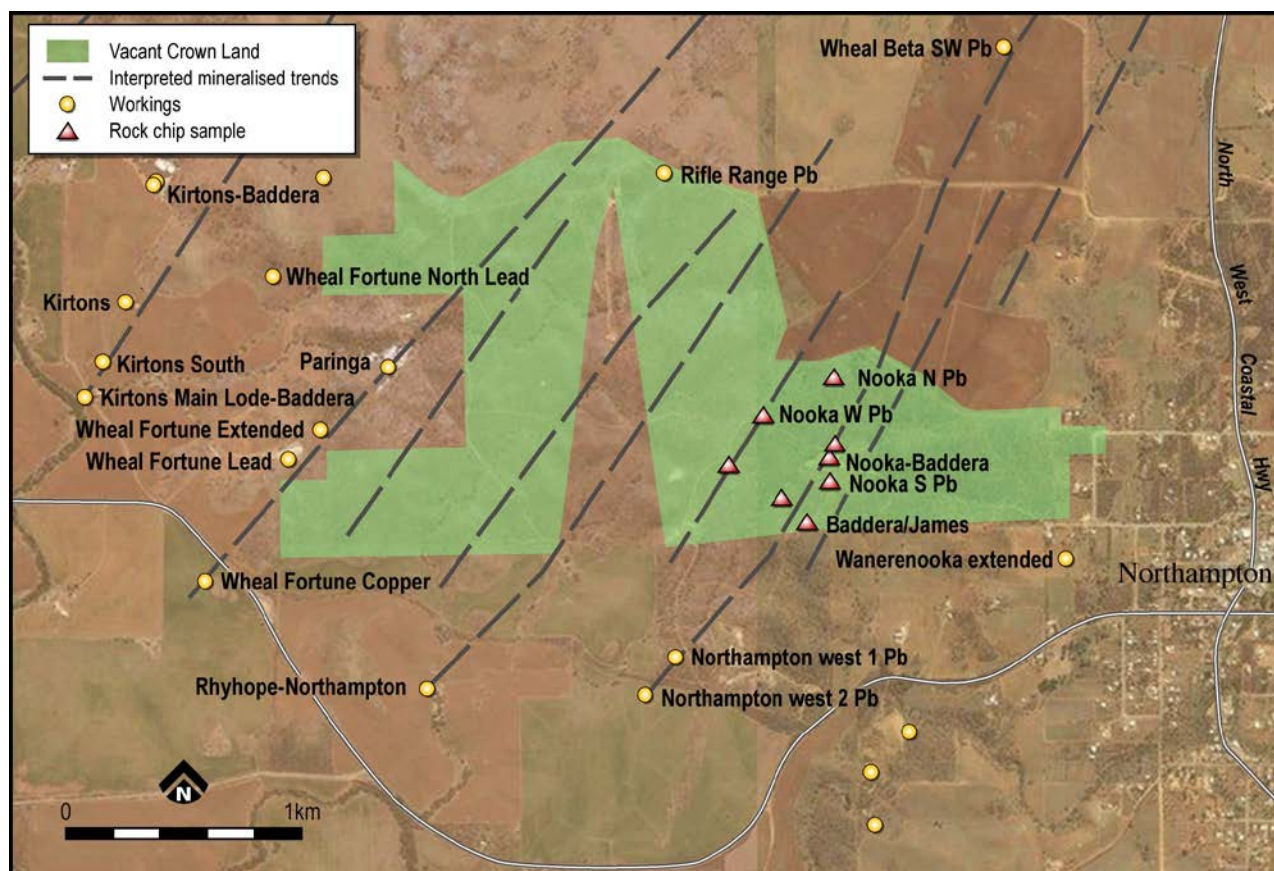 Vacant Crown Land
Interpreted mineralised trends
Workings
Rock chip sample
Wheal Beta SW Pb
North
West
Coastal
Hwy
Kirtons-Baddera
Rifle Range Pb
Wheal Fortune North Lead
Kirtons
Kirtons South
Paringa
Kirtons Main Lode-Baddera
Nooka N Pb
Nooka W Pb
Wheal Fortune Extended
Wheal Fortune Lead
Nooka-Baddera
Nooka S Pb
Baddera/James
Wanerenooka extended
Northampton
Wheal Fortune Copper
Northampton west 1 Pb
Rhyhope-Northampton
Northampton west 2 Pb
N
0 1km